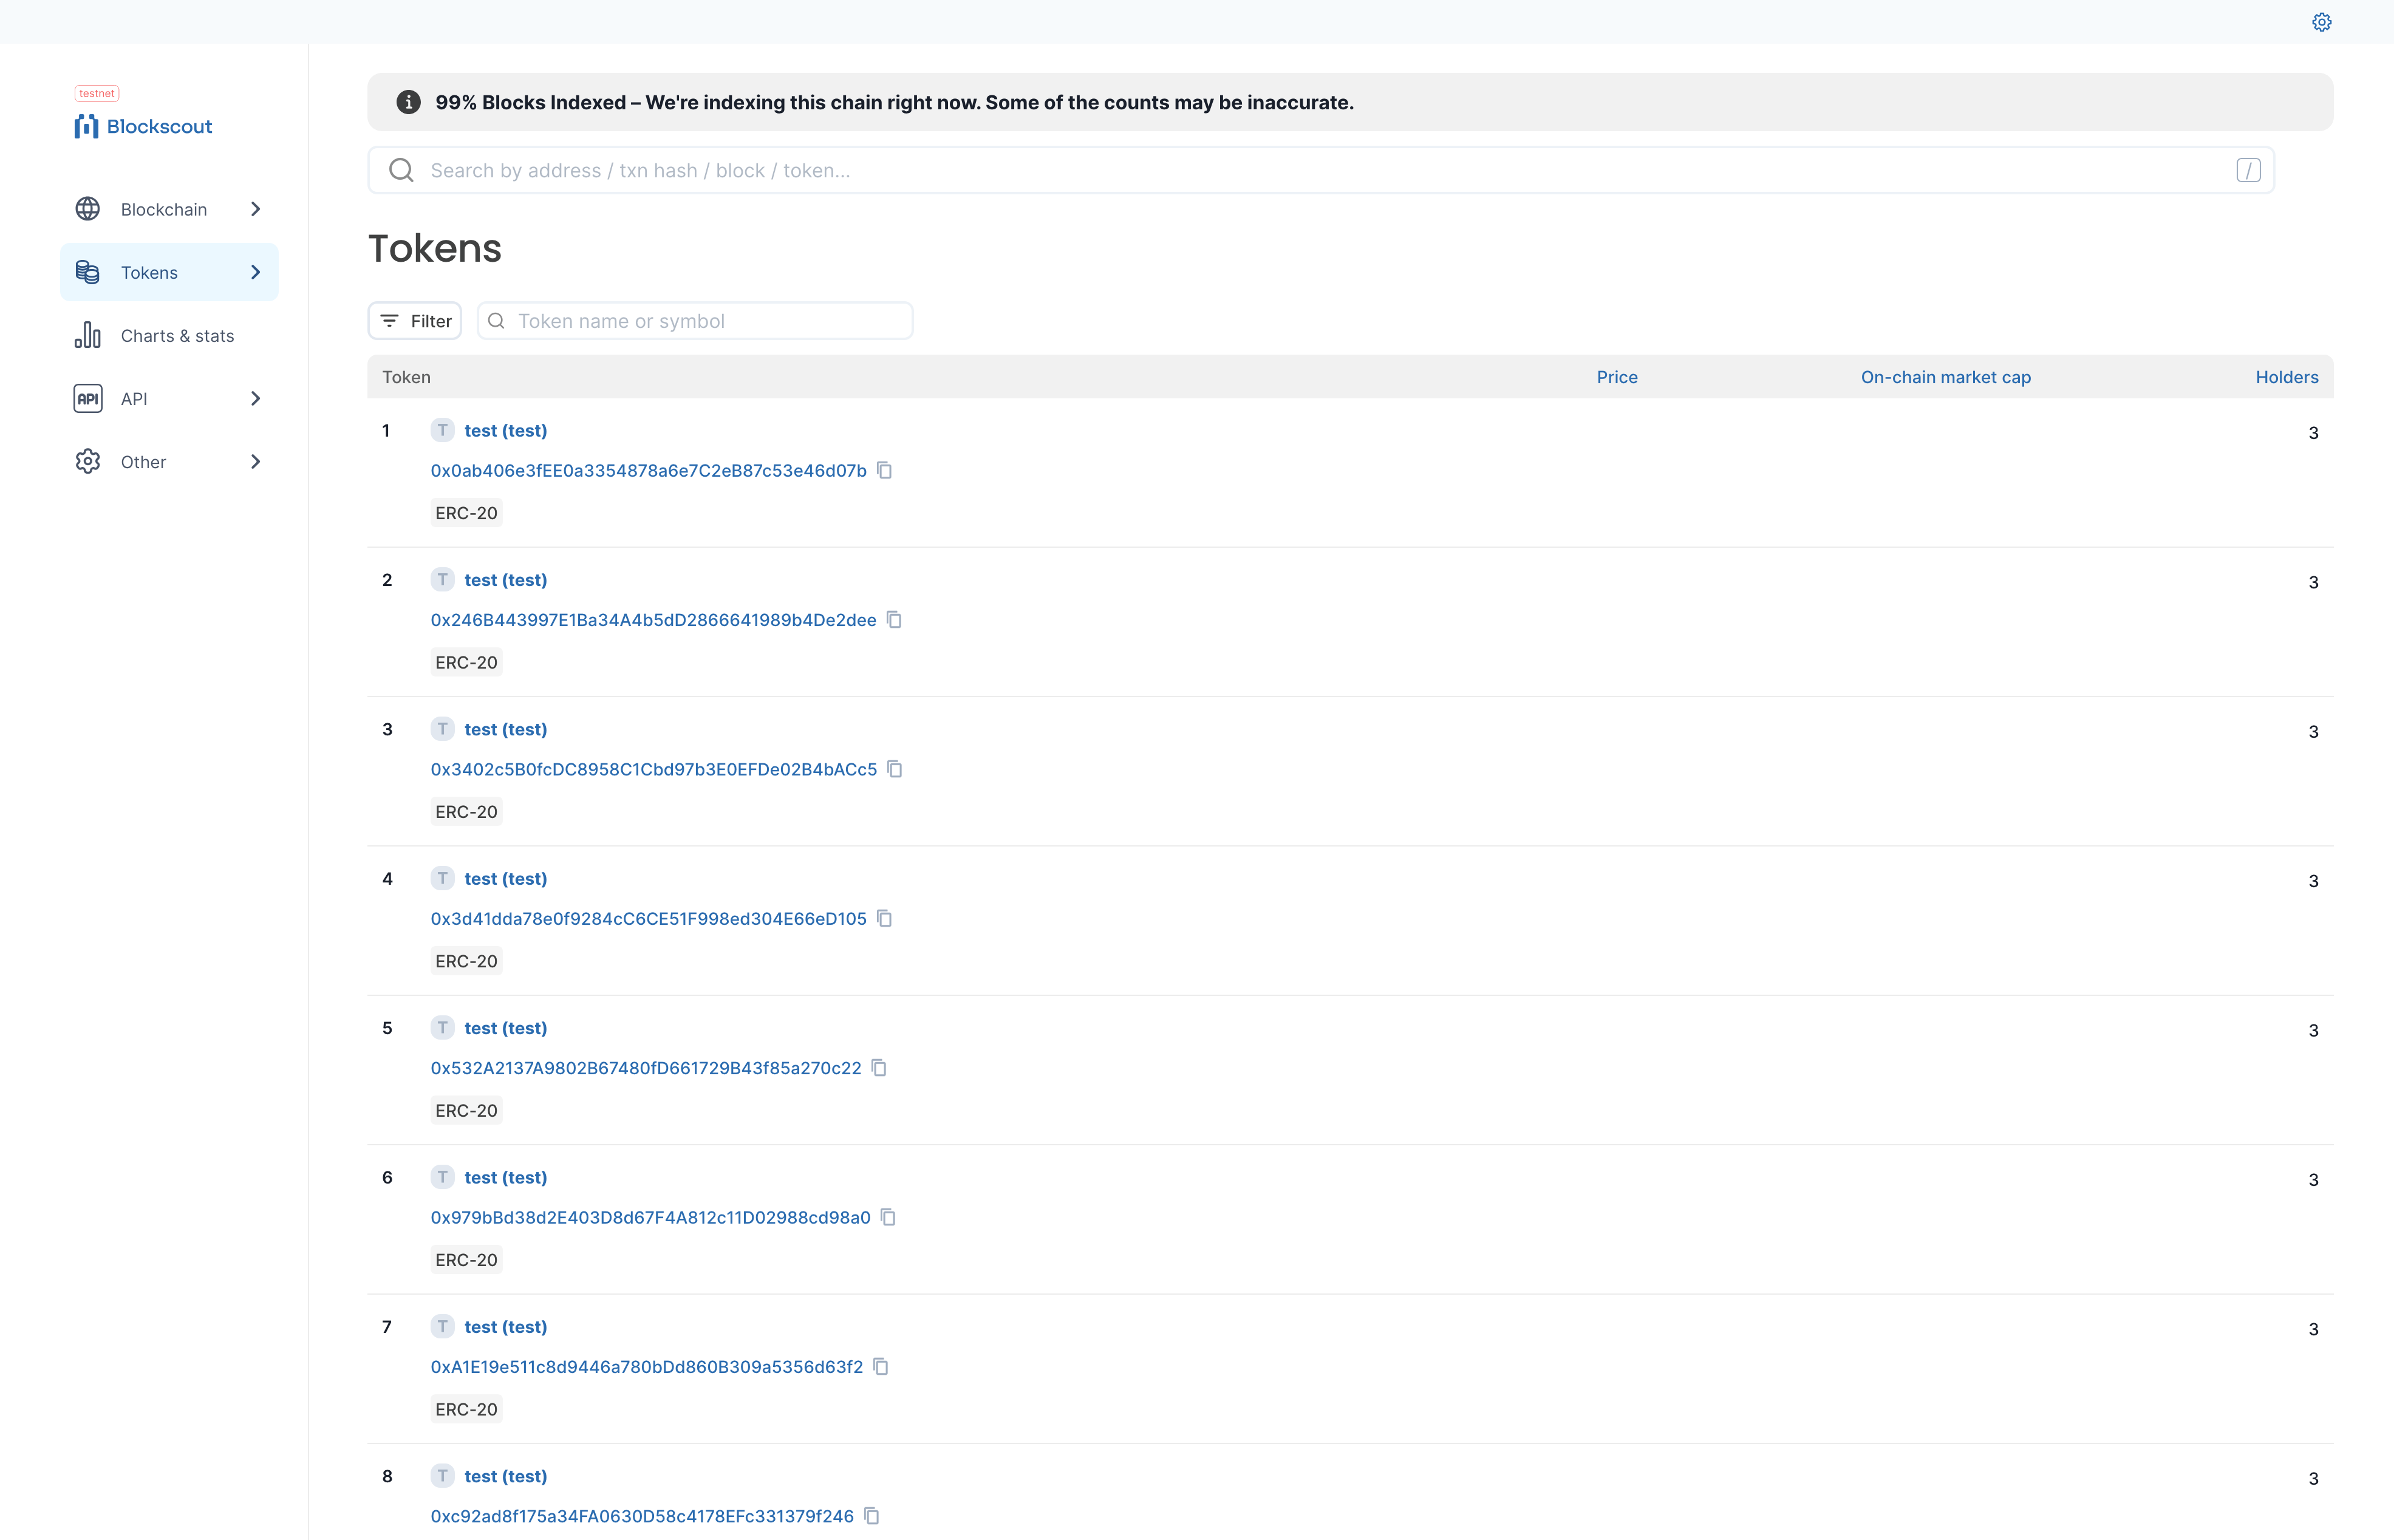 testnet
Blockscout
Blockchain
Tokens
Charts & stats
API
API
Other
99% Blocks Indexed – We're indexing this chain right now. Some of the counts may be inaccurate.
Search by address / txn hash / block / token...
/
Tokens
Filter
Token name or symbol
Token Price On-chain market cap Holders
1 T test (test) 3
0x0ab406e3fEE0a3354878a6e7C2eB87c53e46d07b
ERC-20
2 T test (test) 3
0x246B443997E1Ba34A4b5dD2866641989b4De2dee
ERC-20
3 T test (test) 3
0x3402c5B0fcDC8958C1Cbd97b3E0EFDe02B4bACc5
ERC-20
4 T test (test) 3
0x3d41dda78e0f9284cC6CE51F998ed304E66eD105
ERC-20
5 T test (test) 3
0x532A2137A9802B67480fD661729B43f85a270c22
ERC-20
6 T test (test) 3
0x979bBd38d2E403D8d67F4A812c11D02988cd98a0
ERC-20
7 T test (test) 3
0xA1E19e511c8d9446a780bDd860B309a5356d63f2
ERC-20
8 T test (test) 3
0xc92ad8f175a34FA0630D58c4178EFc331379f246